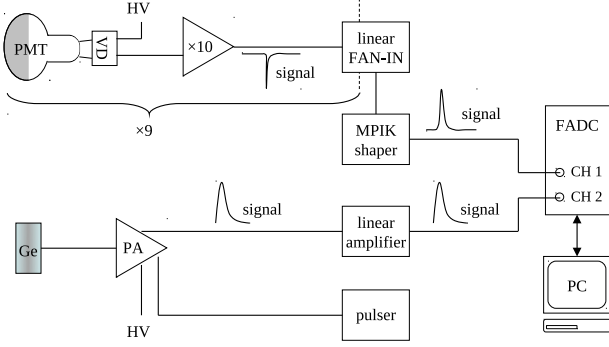 HV
PMT
VD
×10
signal
linear
FAN-IN
×9
MPIK
shaper
signal
FADC
CH 1
CH 2
signal
signal
linear
amplifier
Ge
PA
HV
pulser
PC